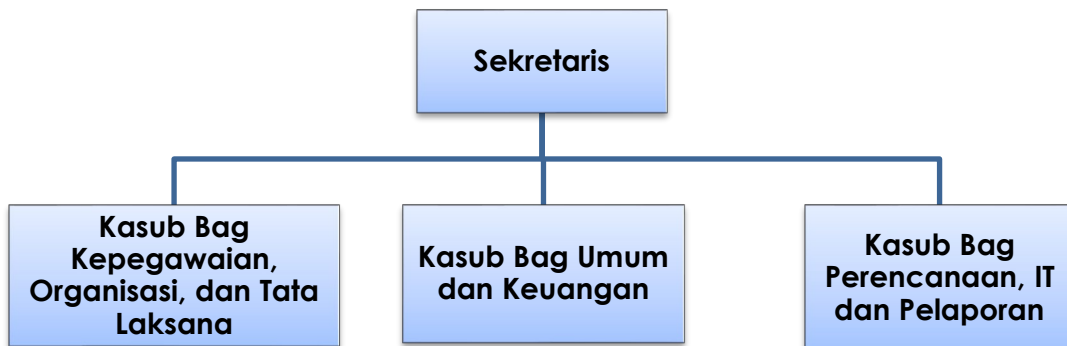 Sekretaris
Kasub Bag
Kepegawaian,
Organisasi, dan Tata
Laksana
Kasub Bag Umum
dan Keuangan
Kasub Bag
Perencanaan, IT
dan Pelaporan